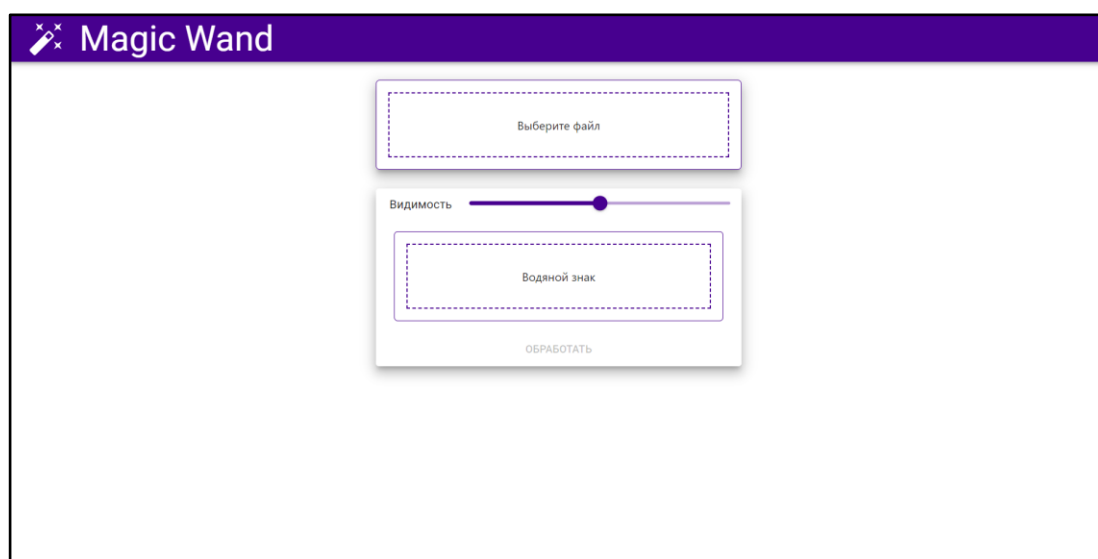 Magic Wand
Выберите файл
Видимость
Водяной знак
ОБРАБОТАТЬ